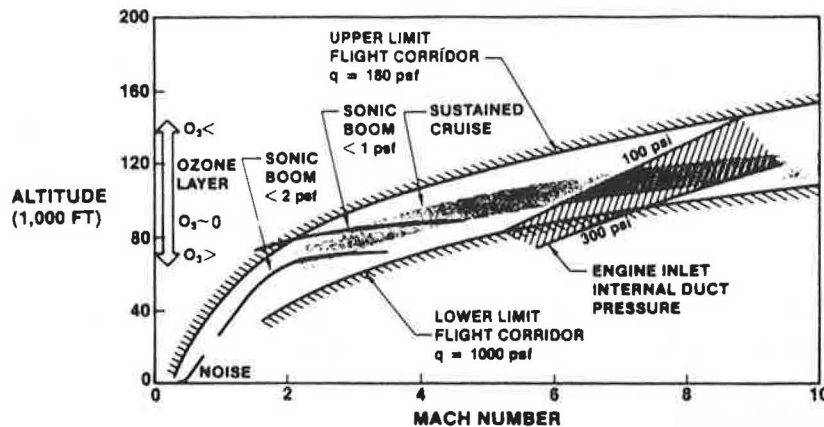 200
160
120
80
40
0
ALTITUDE
(1,000 FT)
O₃<
OZONE
LAYER
O₃~0
O₃>
UPPER LIMIT
FLIGHT CORRIDOR
q = 180 psf
SONIC
BOOM
< 1 psf
SUSTAINED
CRUISE
SONIC
BOOM
< 2 psf
100 psi
300 psi
ENGINE INLET
INTERNAL DUCT
PRESSURE
LOWER LIMIT
FLIGHT CORRIDOR
q = 1000 psf
NOISE
0 2 4 6 8 10
MACH NUMBER